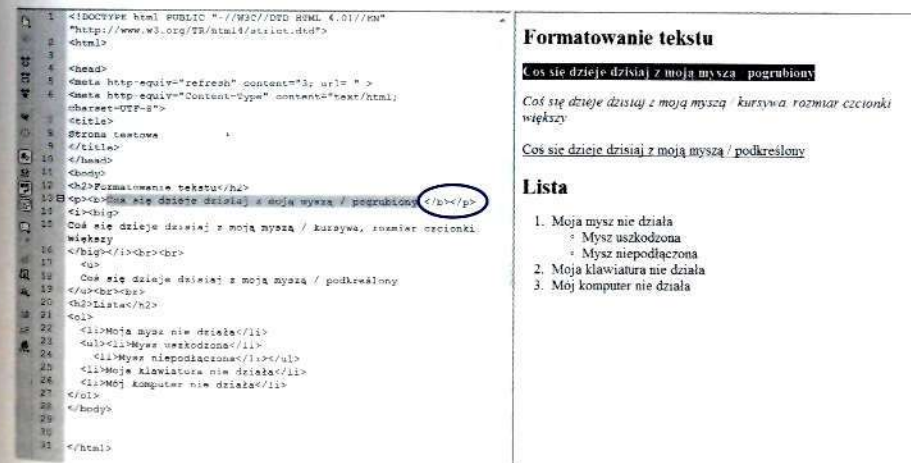 1 <!DOCTYPE html PUBLIC "-//W3C//DTD HTML 4.01//EN"
"http://www.w3.org/TR/html4/strict.dtd">
2 <html>
3
4 <head>
5 <meta http-equiv="refresh" content="3; url= " >
6 <meta http-equiv="Content-Type" content="text/html;
charset=UTF-8">
7 <title>
8 Strona testowa
9 </title>
10 </head>
11 <body>
12 <h2>Formatowanie tekstu</h2>
13 <p><b>Coś się dzieje dzisiaj z moją myszą / pogrubiony </b></p>
14 <i><big>
15 Coś się dzieje dzisiaj z moją myszą / kursywa, rozmiar czcionki
większy
16 </big></i><br><br>
17 <u>
18 Coś się dzieje dzisiaj z moją myszą / podkreślony
19 </u><br><br>
20 <h2>Lista</h2>
21 <ol>
22 <li>Moja mysz nie działa</li>
23 <ul><li>Mysz uszkodzona</li>
24 <li>Mysz niepodłączona</li></ul>
25 <li>Moja klawiatura nie działa</li>
26 <li>Mój komputer nie działa</li>
27 </ol>
28 </body>
29
30
31 </html>
Formatowanie tekstu
Coś się dzieje dzisiaj z moją myszą / pogrubiony
Coś się dzieje dzisiaj z moją myszą / kursywa, rozmiar czcionki
większy
Coś się dzieje dzisiaj z moją myszą / podkreślony
Lista
1. Moja mysz nie działa
◦ Mysz uszkodzona
◦ Mysz niepodłączona
2. Moja klawiatura nie działa
3. Mój komputer nie działa